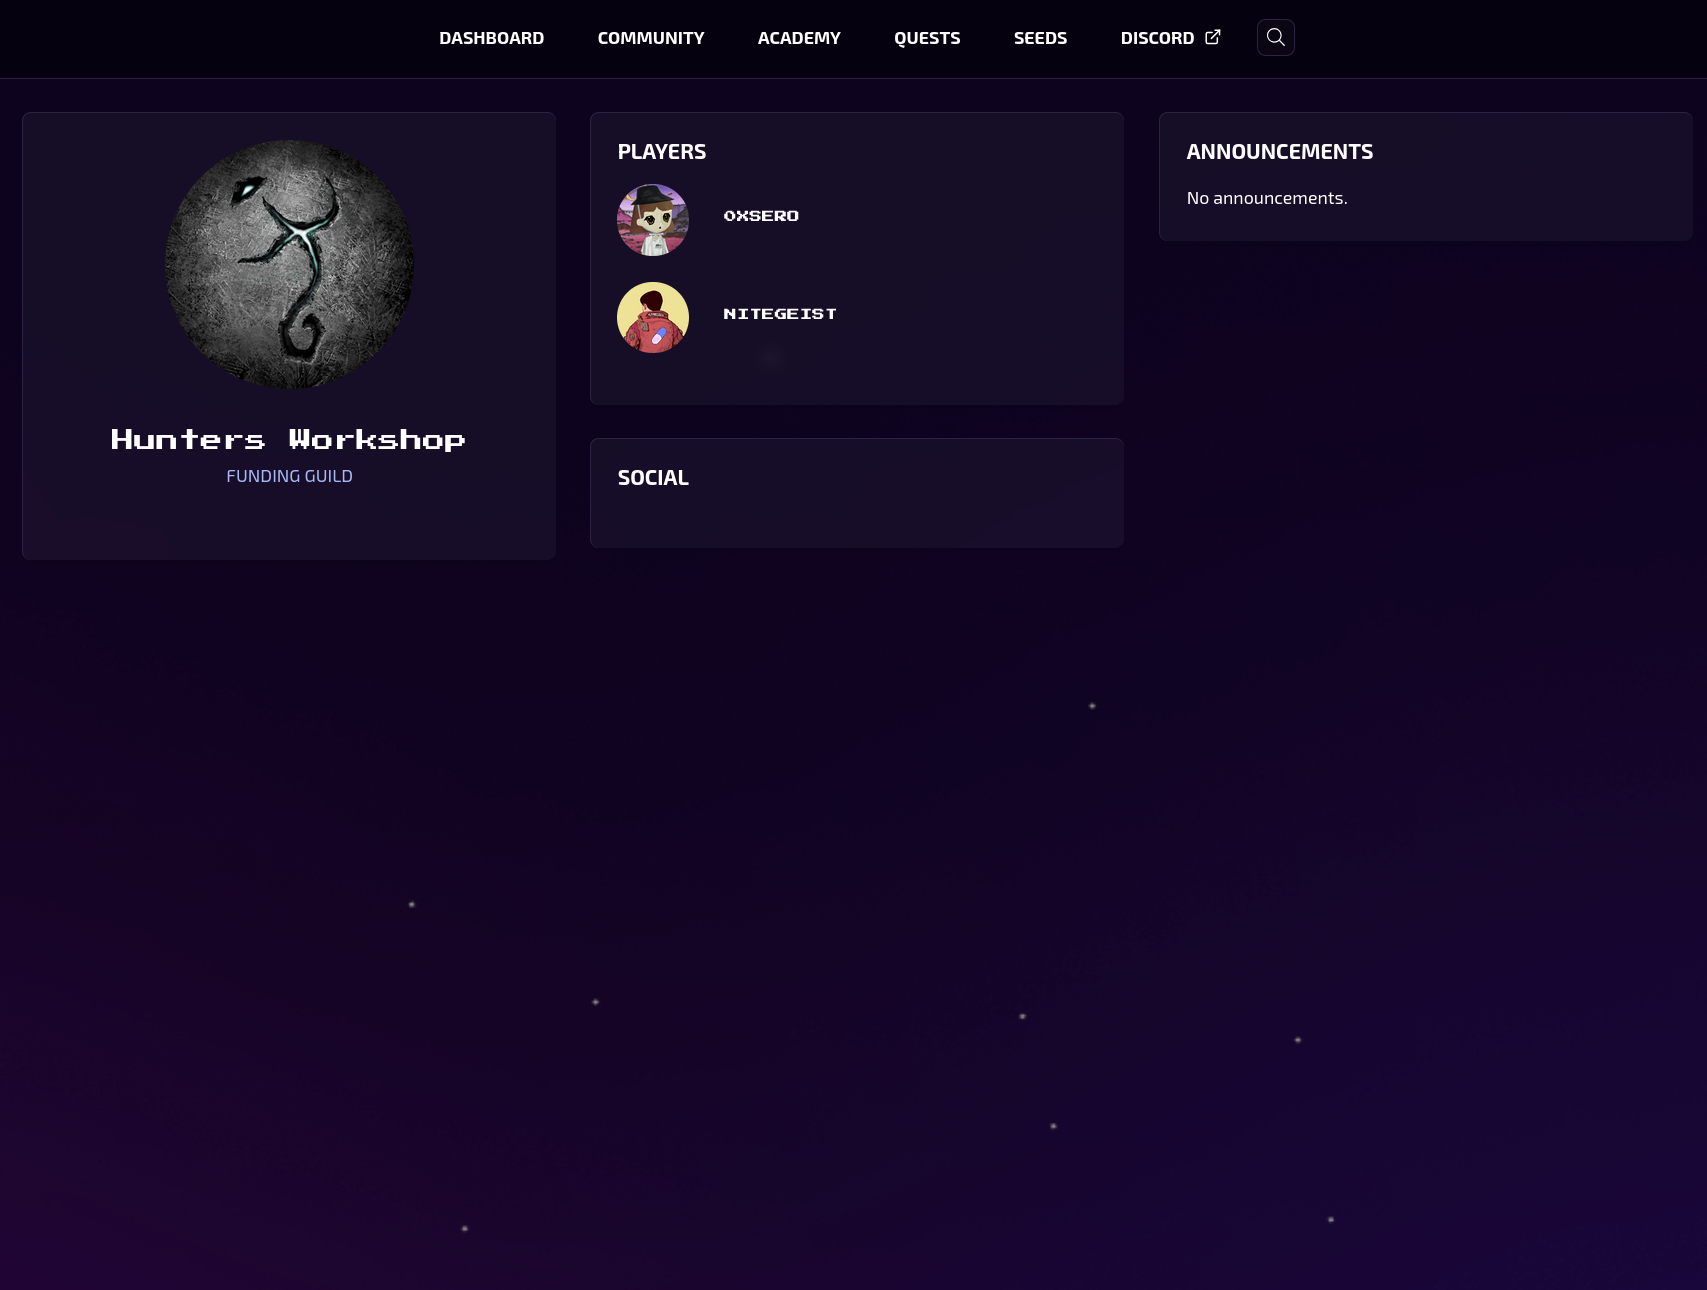 DASHBOARD COMMUNITY ACADEMY QUESTS SEEDS DISCORD
Hunters Workshop
FUNDING GUILD
PLAYERS
0XSERO
NITEGEIST
SOCIAL
ANNOUNCEMENTS
No announcements.